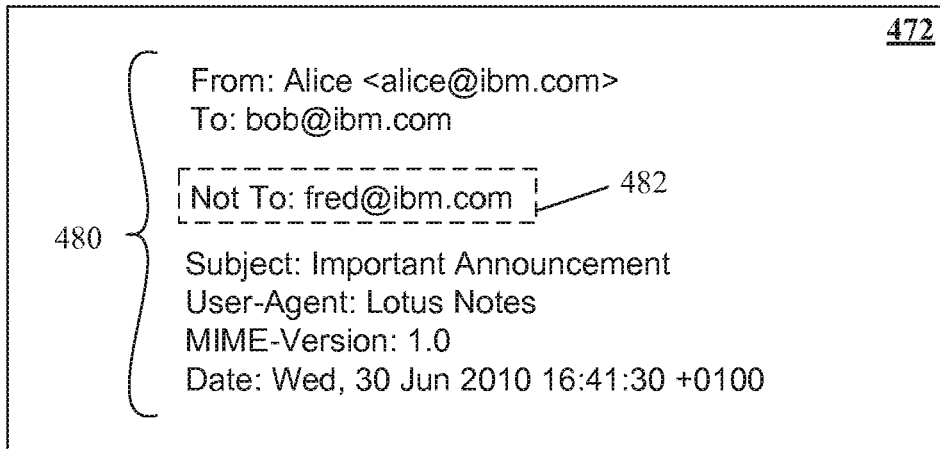 472
From: Alice <alice@ibm.com>
To: bob@ibm.com
Not To: fred@ibm.com
482
480
Subject: Important Announcement
User-Agent: Lotus Notes
MIME-Version: 1.0
Date: Wed, 30 Jun 2010 16:41:30 +0100